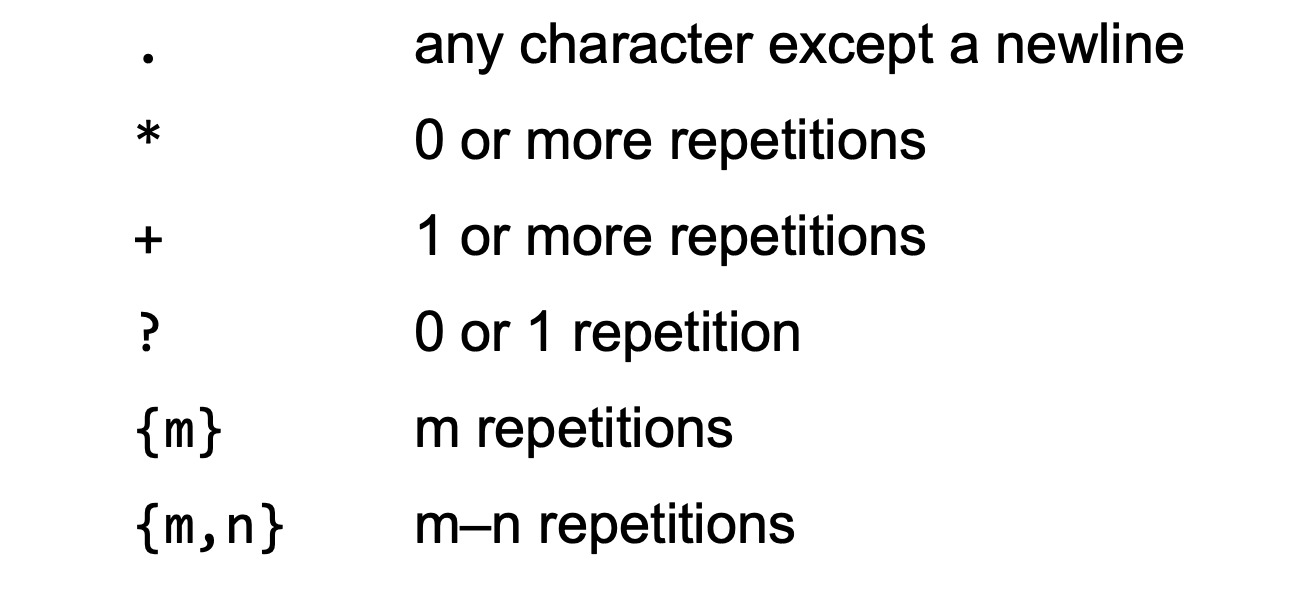 . any character except a newline
* 0 or more repetitions
+ 1 or more repetitions
? 0 or 1 repetition
{m} m repetitions
{m,n} m–n repetitions